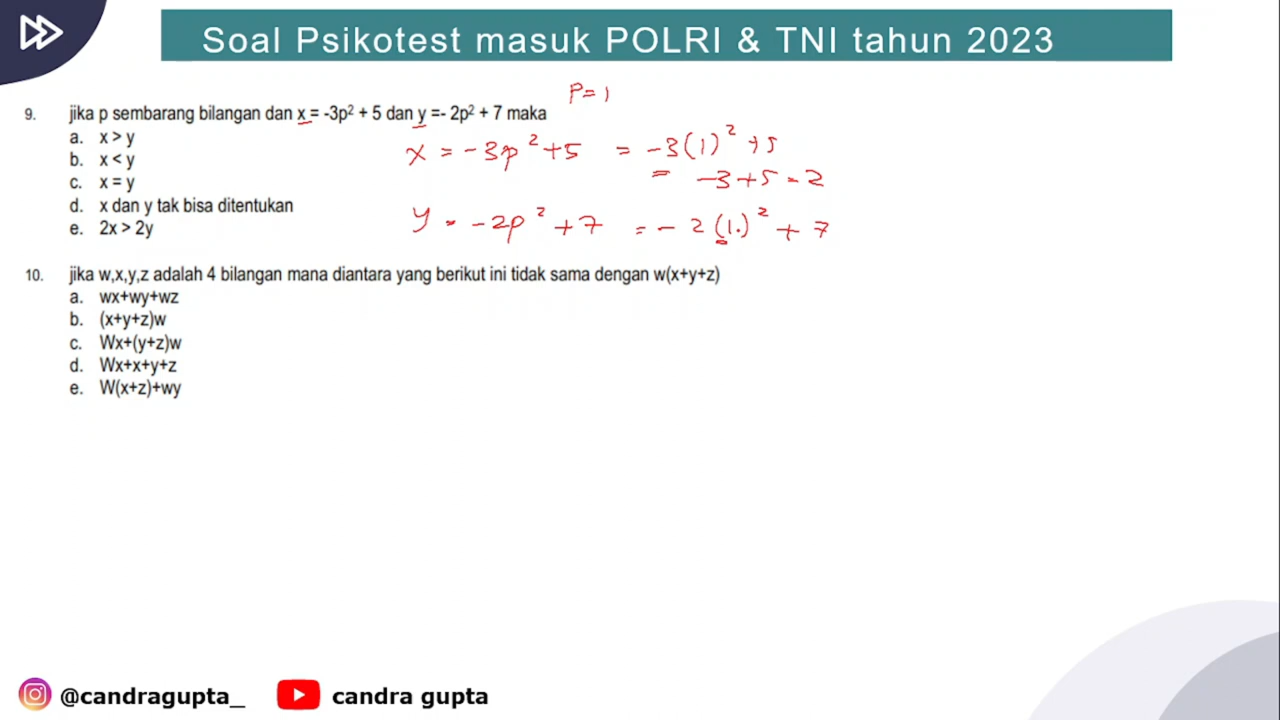 Soal Psikotest masuk POLRI & TNI tahun 2023
P=1
9. jika p sembarang bilangan dan x = -3p² + 5 dan y =- 2p² + 7 maka
a. x > y
b. x < y
c. x = y
d. x dan y tak bisa ditentukan
e. 2x > 2y
x = -3p² +5 = -3(1)² +5
= -3+5 = 2
y = -2p² +7 = - 2 (1.)² + 7
10. jika w,x,y,z adalah 4 bilangan mana diantara yang berikut ini tidak sama dengan w(x+y+z)
a. wx+wy+wz
b. (x+y+z)w
c. Wx+(y+z)w
d. Wx+x+y+z
e. W(x+z)+wy
@candragupta_ candra gupta